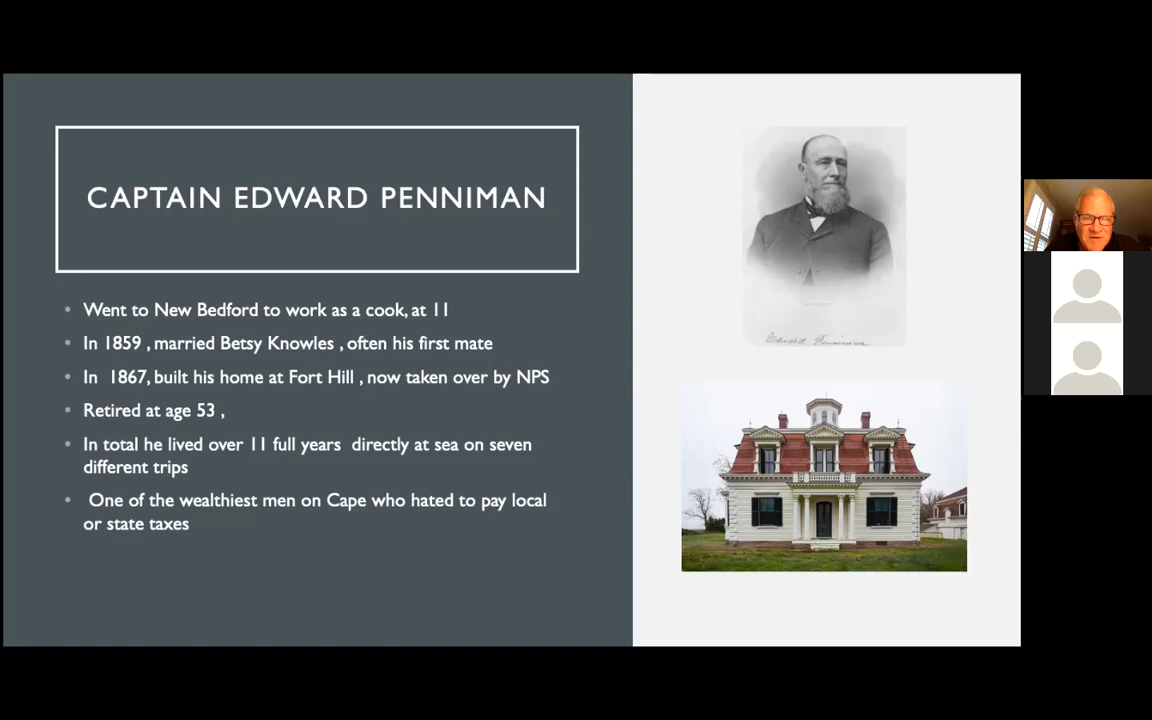 CAPTAIN EDWARD PENNIMAN
Went to New Bedford to work as a cook, at 11
In 1859 , married Betsy Knowles , often his first mate
In  1867, built his home at Fort Hill , now taken over by NPS
Retired at age 53 ,
In total he lived over 11 full years  directly at sea on seven
different trips
One of the wealthiest men on Cape who hated to pay local
or state taxes
Edward Penniman